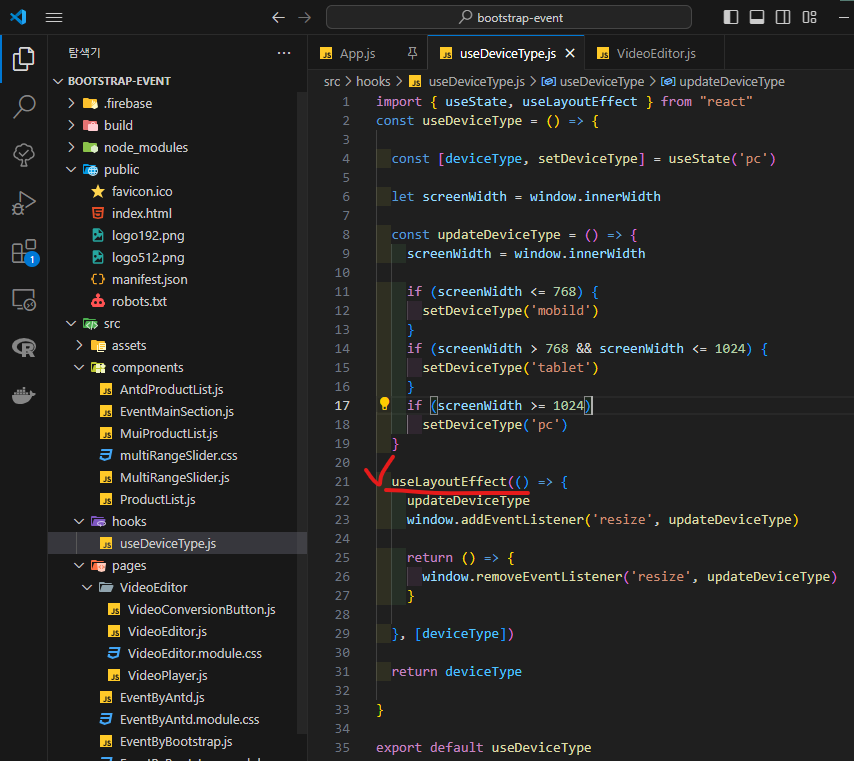 bootstrap-event
탐색기
App.js
useDeviceType.js
VideoEditor.js
BOOTSTRAP-EVENT
.firebase
build
node_modules
public
favicon.ico
index.html
logo192.png
logo512.png
manifest.json
robots.txt
src
assets
components
AntdProductList.js
EventMainSection.js
MuiProductList.js
multiRangeSlider.css
MultiRangeSlider.js
ProductList.js
hooks
useDeviceType.js
pages
VideoEditor
VideoConversionButton.js
VideoEditor.js
VideoEditor.module.css
VideoPlayer.js
EventByAntd.js
EventByAntd.module.css
EventByBootstrap.js
1
src > hooks > useDeviceType.js > useDeviceType > updateDeviceType
1 import { useState, useLayoutEffect } from "react"
2 const useDeviceType = () => {
3
4 const [deviceType, setDeviceType] = useState('pc')
5
6 let screenWidth = window.innerWidth
7
8 const updateDeviceType = () => {
9 screenWidth = window.innerWidth
10
11 if (screenWidth <= 768) {
12 setDeviceType('mobild')
13 }
14 if (screenWidth > 768 && screenWidth <= 1024) {
15 setDeviceType('tablet')
16 }
17 if (screenWidth >= 1024)
18 setDeviceType('pc')
19 }
20
21 useLayoutEffect(() => {
22 updateDeviceType
23 window.addEventListener('resize', updateDeviceType)
24
25 return () => {
26 window.removeEventListener('resize', updateDeviceType)
27 }
28
29 }, [deviceType])
30
31 return deviceType
32
33 }
34
35 export default useDeviceType